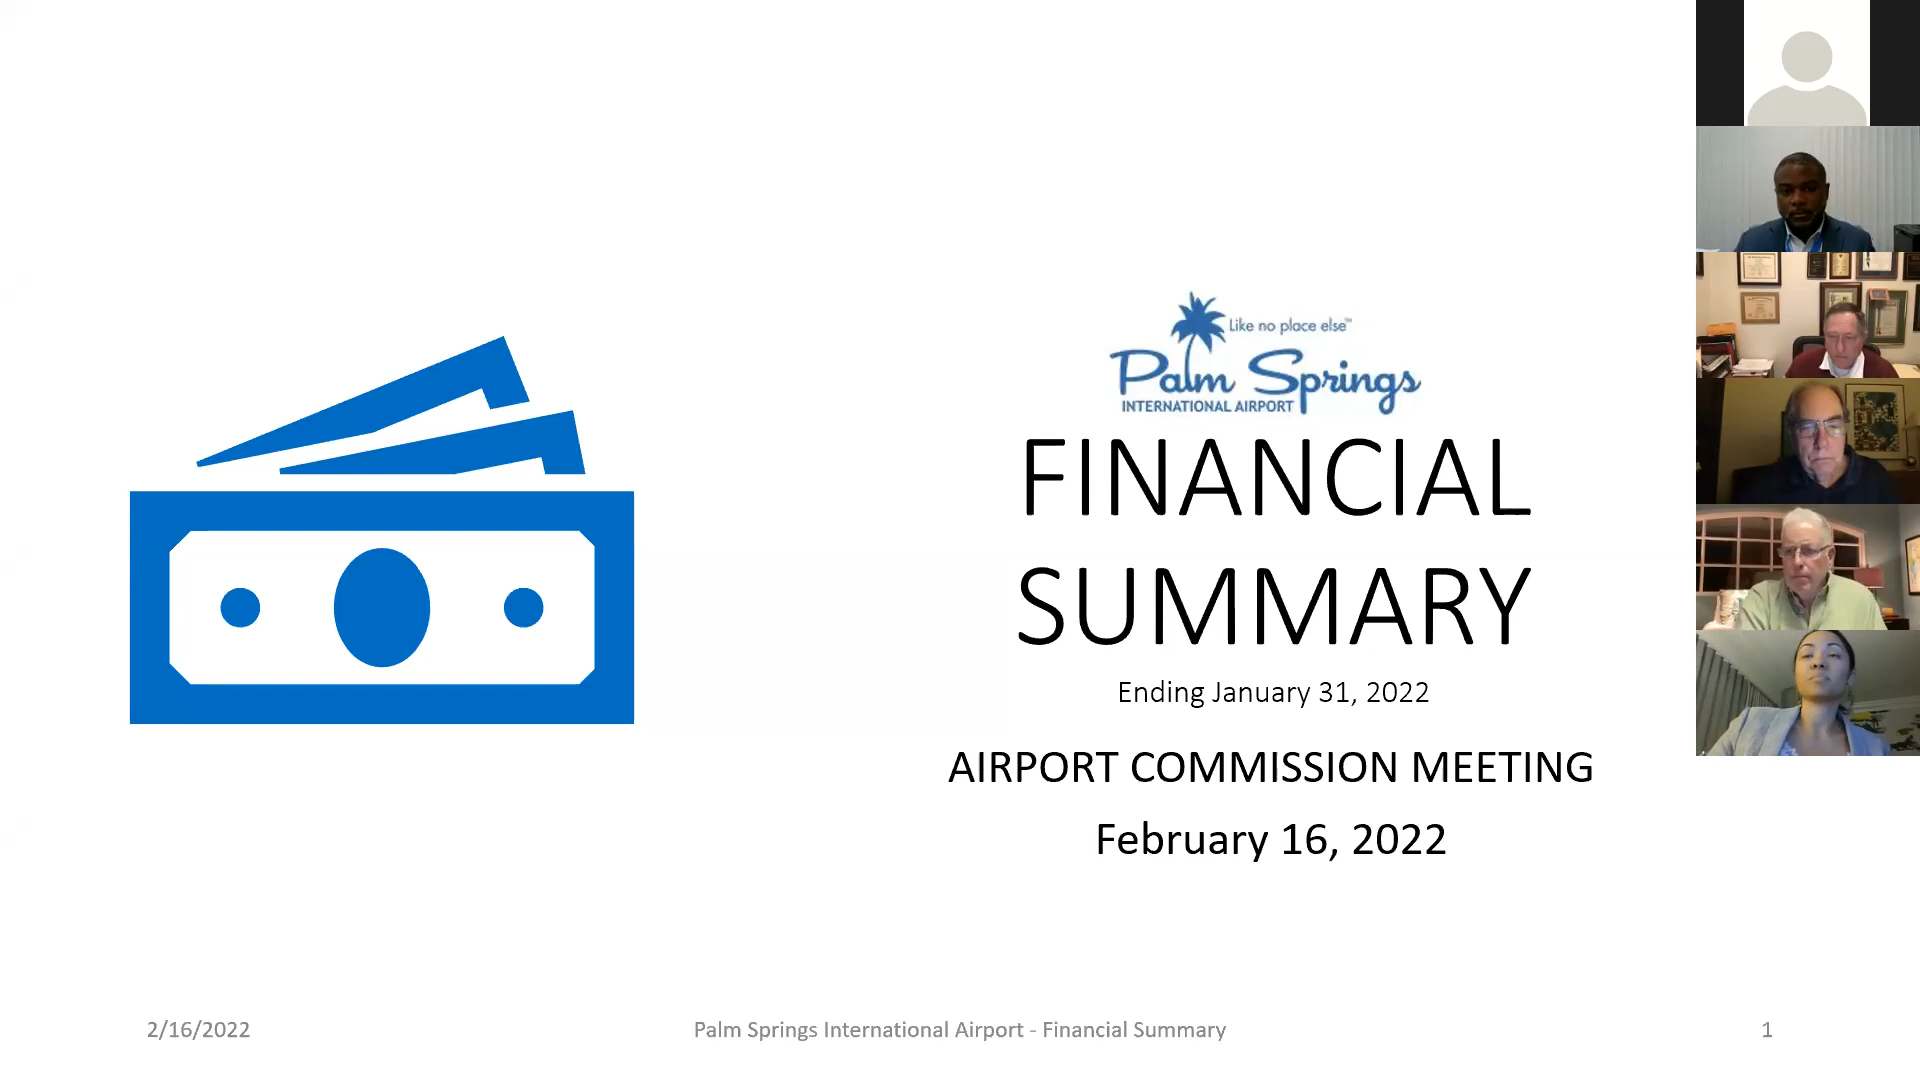 Like no place else™
Palm Springs
INTERNATIONAL AIRPORT
FINANCIAL
SUMMARY
Ending January 31, 2022
AIRPORT COMMISSION MEETING
February 16, 2022
2/16/2022
Palm Springs International Airport - Financial Summary
1